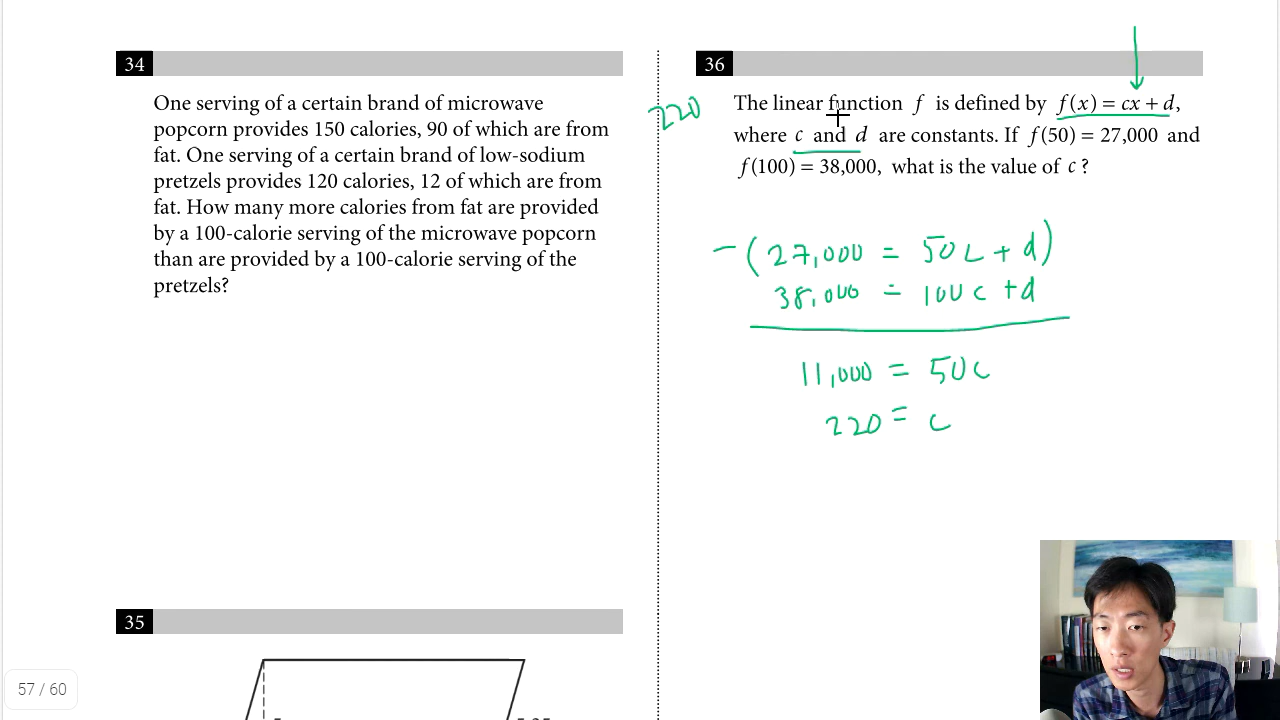 34
One serving of a certain brand of microwave
popcorn provides 150 calories, 90 of which are from
fat. One serving of a certain brand of low-sodium
pretzels provides 120 calories, 12 of which are from
fat. How many more calories from fat are provided
by a 100-calorie serving of the microwave popcorn
than are provided by a 100-calorie serving of the
pretzels?
35
36
220
The linear function f is defined by f(x) = cx + d,
where c and d are constants. If f(50) = 27,000 and
f(100) = 38,000, what is the value of c ?
-(27,000 = 50c + d)
38,000 = 100c + d
11,000 = 50c
220 = c
57 / 60